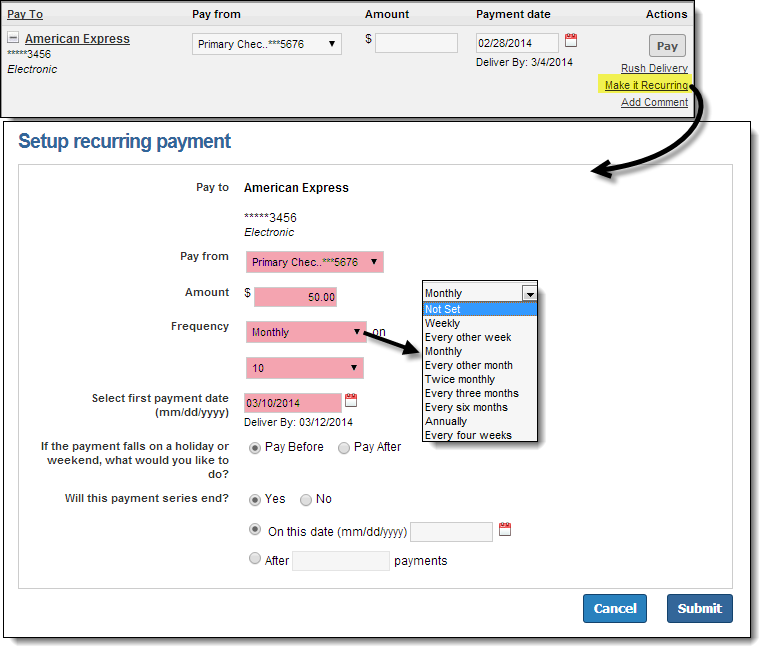 Pay To Pay from Amount Payment date Actions
American Express Primary Chec..***5676 $ 02/28/2014 Pay
*****3456
Electronic
Deliver By: 3/4/2014
Rush Delivery
Make it Recurring
Add Comment
Setup recurring payment
Pay to American Express
*****3456
Electronic
Pay from Primary Chec..***5676
Amount $ 50.00
Frequency Monthly on
10
Monthly
Not Set
Weekly
Every other week
Monthly
Every other month
Twice monthly
Every three months
Every six months
Annually
Every four weeks
Select first payment date
(mm/dd/yyyy)
03/10/2014
Deliver By: 03/12/2014
If the payment falls on a holiday or
weekend, what would you like to
do?
Pay Before Pay After
Will this payment series end? Yes No
On this date (mm/dd/yyyy)
After payments
Cancel Submit